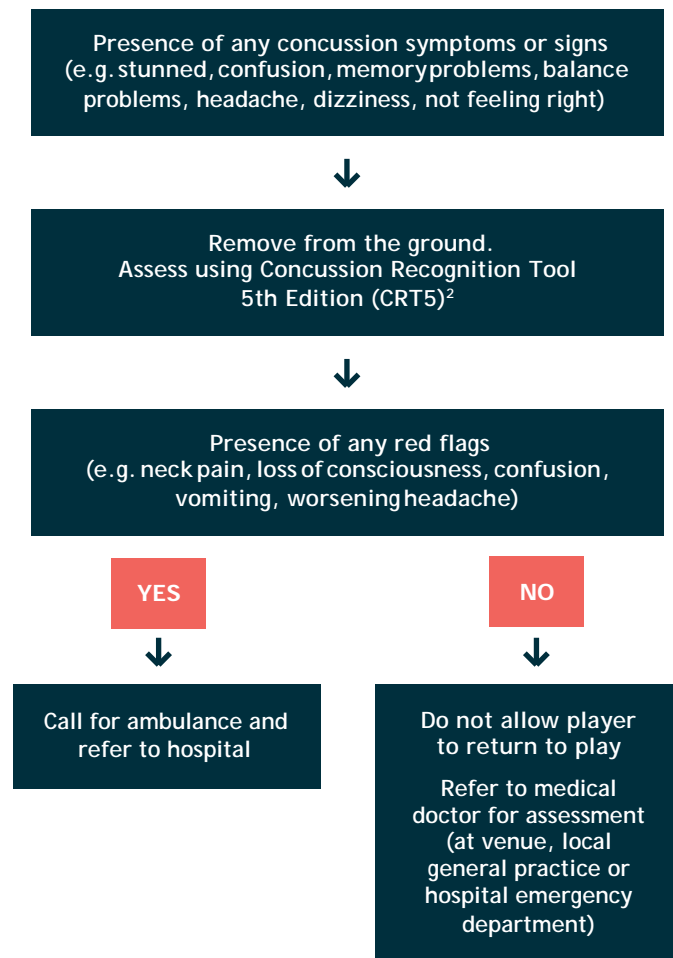 Presence of any concussion symptoms or signs
(e.g. stunned, confusion, memory problems, balance
problems, headache, dizziness, not feeling right)
Remove from the ground.
Assess using Concussion Recognition Tool
5th Edition (CRT5)²
Presence of any red flags
(e.g. neck pain, loss of consciousness, confusion,
vomiting, worsening headache)
YES
NO
Call for ambulance and
refer to hospital
Do not allow player
to return to play
Refer to medical
doctor for assessment
(at venue, local
general practice or
hospital emergency
department)